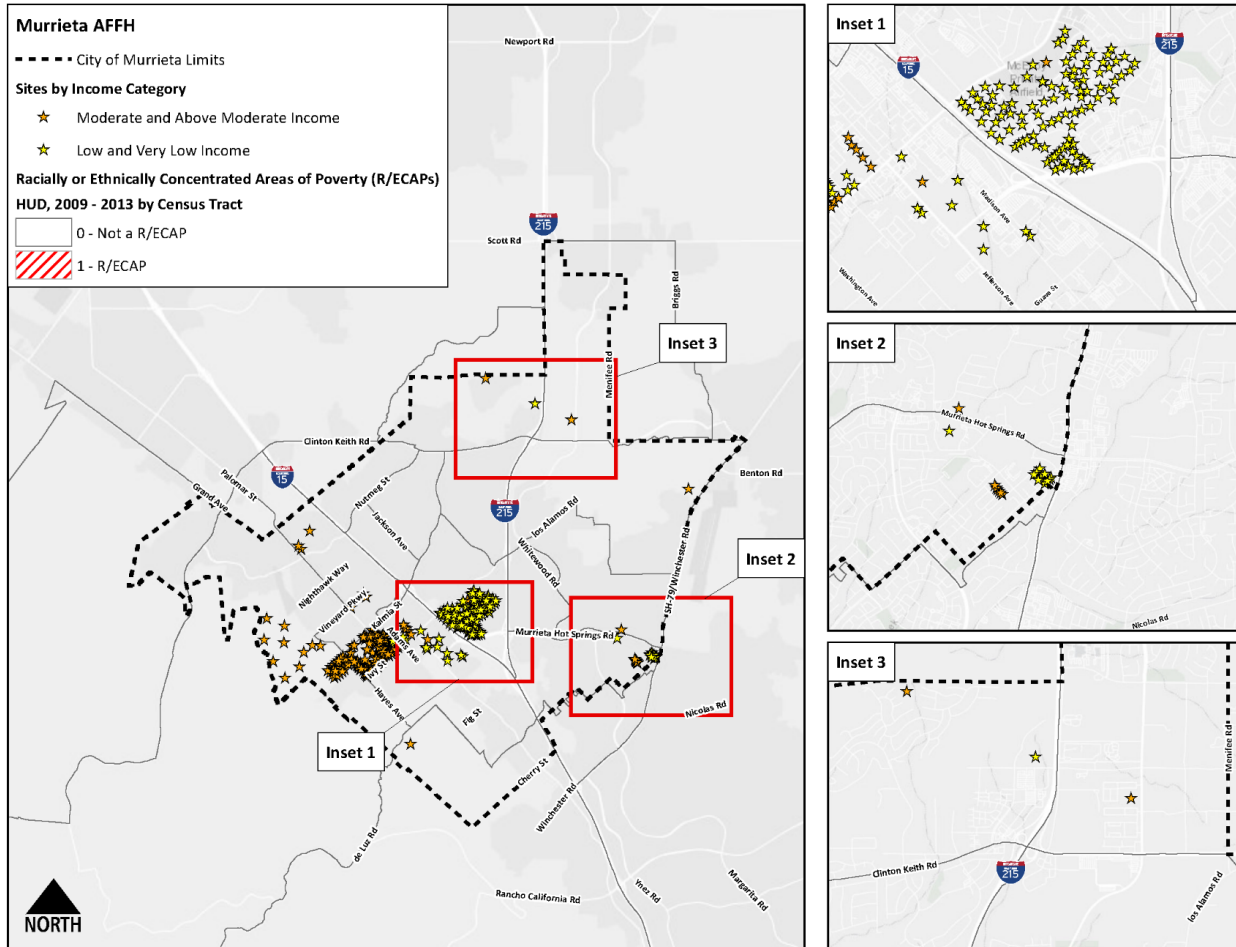 Murrieta AFFH
City of Murrieta Limits
Sites by Income Category
Moderate and Above Moderate Income
Low and Very Low Income
Racially or Ethnically Concentrated Areas of Poverty (R/ECAPs)
HUD, 2009 - 2013 by Census Tract
0 - Not a R/ECAP
1 - R/ECAP
Newport Rd
215
Scott Rd
Briggs Rd
Inset 3
Menifee Rd
Clinton Keith Rd
15
Palomar St
Grand Ave
Nutmeg St
Jackson Ave
215
los Alamos Rd
Benton Rd
Whitewood Rd
SH-79/Winchester Rd
Inset 2
Nighthawk Way
Vineyard Pkwy
Kalmia St
Adams Ave
Ivy St
Murrieta Hot Springs Rd
Hayes Ave
Fig St
Nicolas Rd
Inset 1
Cherry St
Winchester Rd
de Luz Rd
Rancho California Rd
Ynez Rd
Margarita Rd
NORTH
Inset 1
15
215
Madison Ave
Washington Ave
Jefferson Ave
Guava St
Inset 2
Murrieta Hot Springs Rd
Nicolas Rd
Inset 3
Menifee Rd
Clinton Keith Rd
215
los Alamos Rd